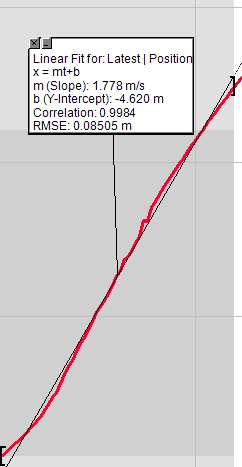 Linear Fit for: Latest | Position
x = mt+b
m (Slope): 1.778 m/s
b (Y-Intercept): -4.620 m
Correlation: 0.9984
RMSE: 0.08505 m